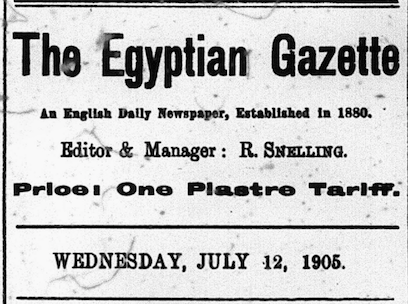 The Egyptian Gazette
An English Daily Newspaper, Established in 1880.
Editor & Manager: R. SNELLING.
Price: One Piastre Tariff.
WEDNESDAY, JULY 12, 1905.